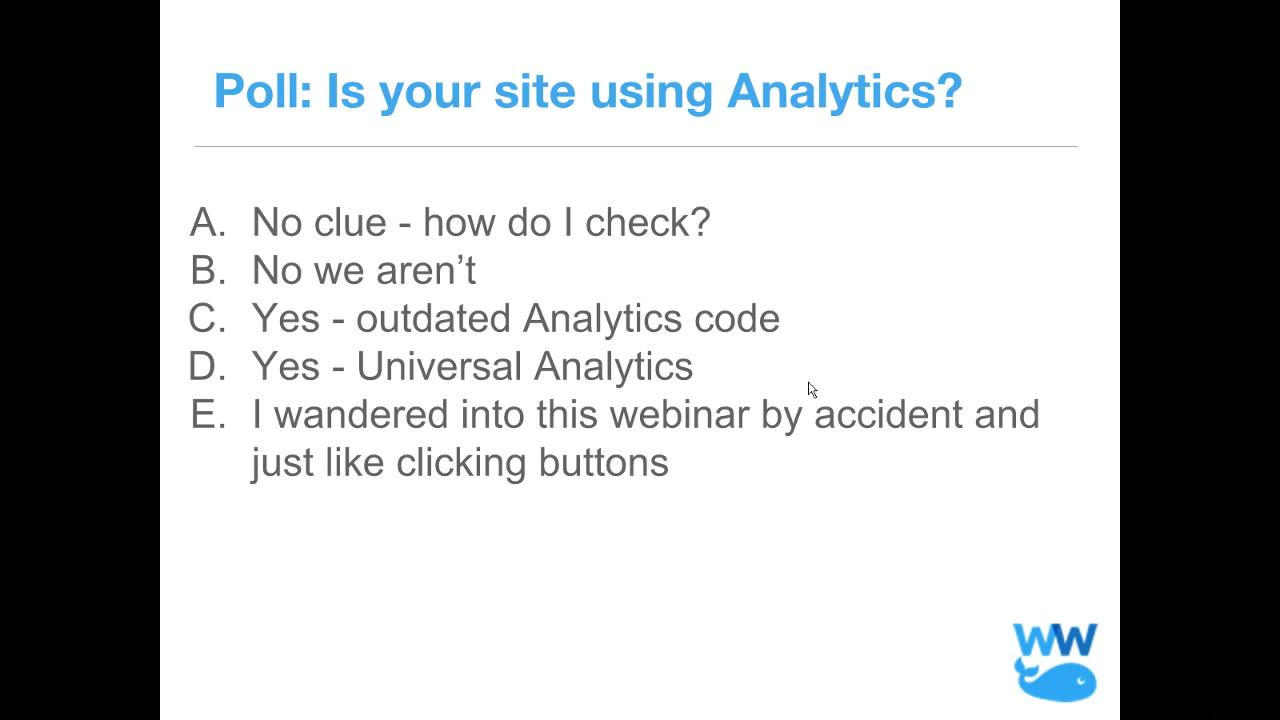 Poll: Is your site using Analytics?
A. No clue - how do I check?
B. No we aren’t
C. Yes - outdated Analytics code
D. Yes - Universal Analytics
E. I wandered into this webinar by accident and
just like clicking buttons
WW